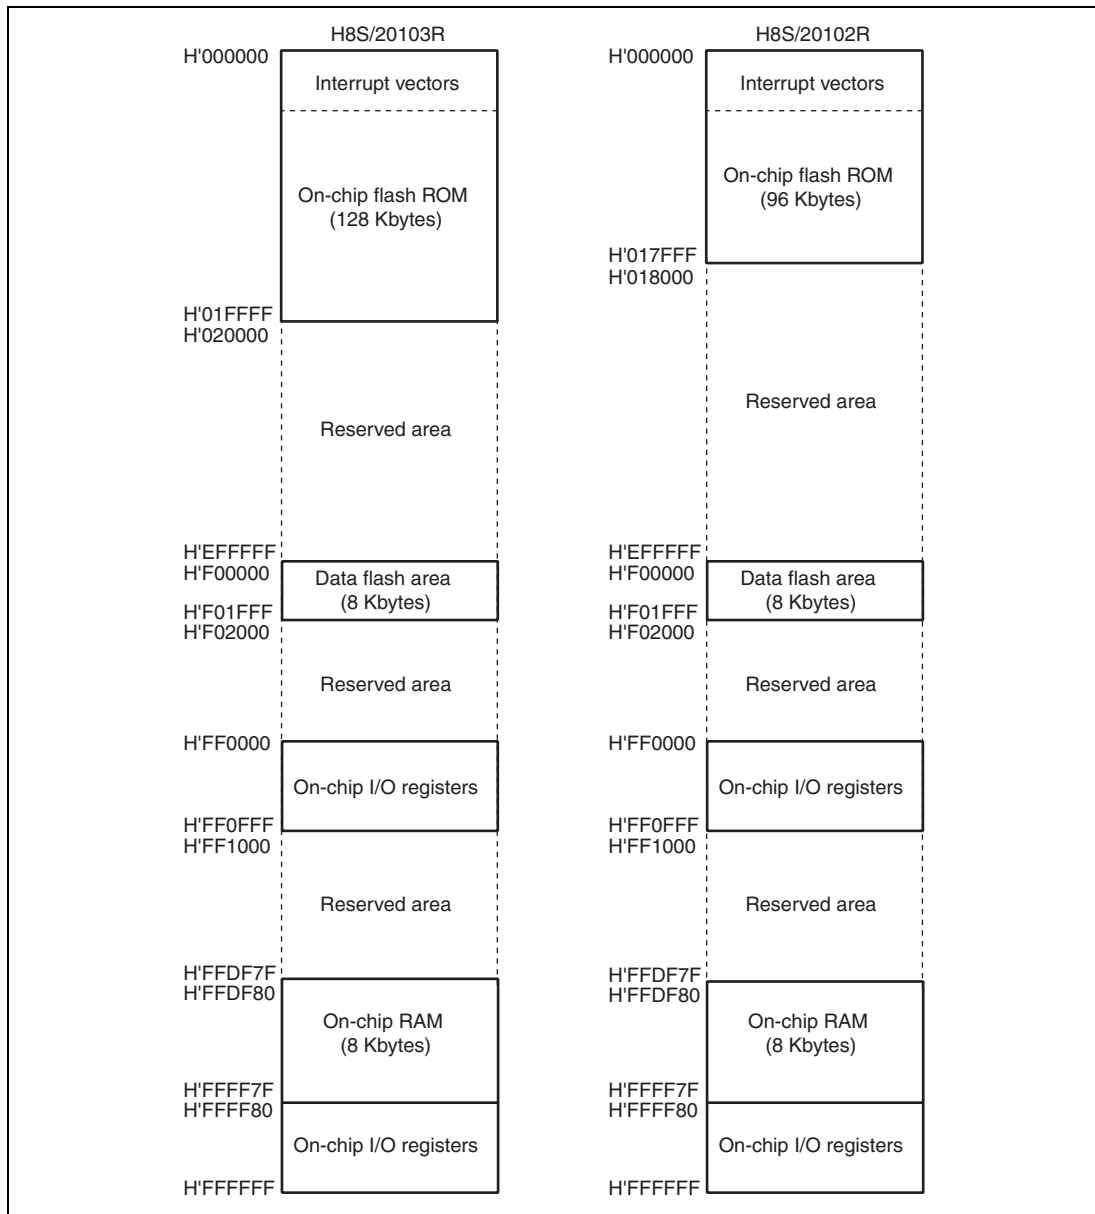 H8S/20103R
H'000000
Interrupt vectors
On-chip flash ROM
(128 Kbytes)
H'01FFFF
H'020000
Reserved area
H'EFFFFF
H'F00000
Data flash area
(8 Kbytes)
H'F01FFF
H'F02000
Reserved area
H'FF0000
On-chip I/O registers
H'FF0FFF
H'FF1000
Reserved area
H'FFDF7F
H'FFDF80
On-chip RAM
(8 Kbytes)
H'FFFF7F
H'FFFF80
On-chip I/O registers
H'FFFFFF
H8S/20102R
H'000000
Interrupt vectors
On-chip flash ROM
(96 Kbytes)
H'017FFF
H'018000
Reserved area
H'EFFFFF
H'F00000
Data flash area
(8 Kbytes)
H'F01FFF
H'F02000
Reserved area
H'FF0000
On-chip I/O registers
H'FF0FFF
H'FF1000
Reserved area
H'FFDF7F
H'FFDF80
On-chip RAM
(8 Kbytes)
H'FFFF7F
H'FFFF80
On-chip I/O registers
H'FFFFFF